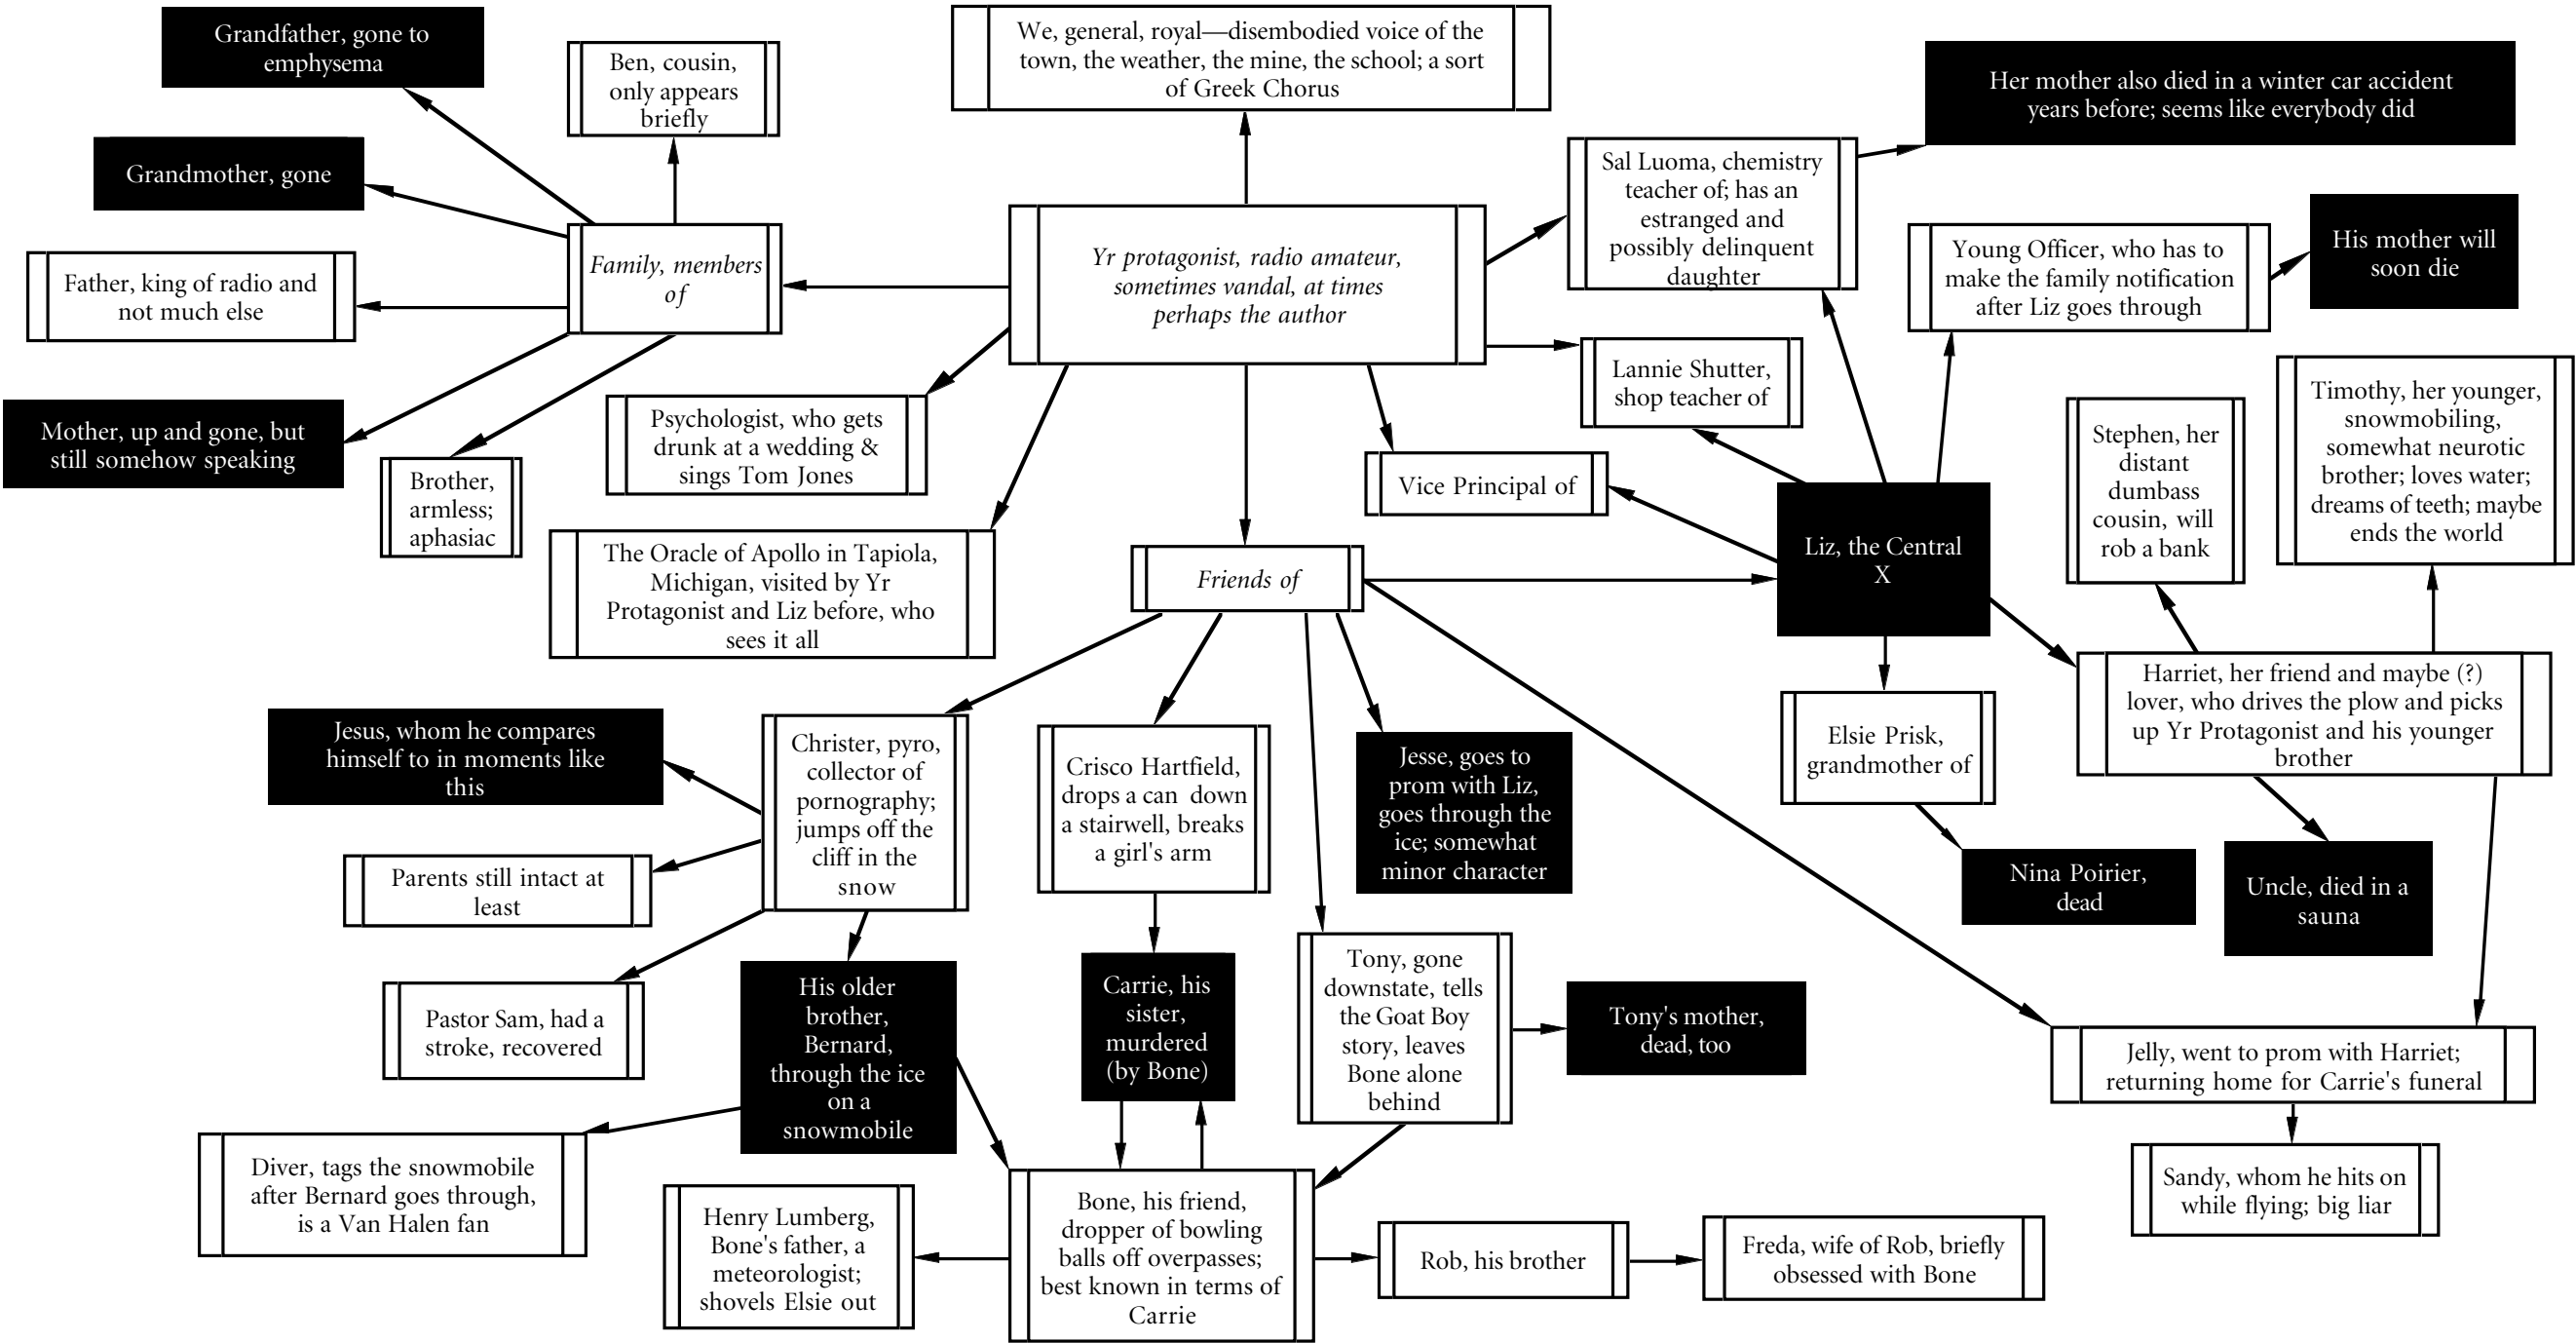 Grandfather, gone to
emphysema
Ben, cousin,
only appears
briefly
We, general, royal—disembodied voice of the
town, the weather, the mine, the school; a sort
of Greek Chorus
Her mother also died in a winter car accident
years before; seems like everybody did
Grandmother, gone
Sal Luoma, chemistry
teacher of; has an
estranged and
possibly delinquent
daughter
Family, members
of
Yr protagonist, radio amateur,
sometimes vandal, at times
perhaps the author
Young Officer, who has to
make the family notification
after Liz goes through
His mother will
soon die
Father, king of radio and
not much else
Lannie Shutter,
shop teacher of
Mother, up and gone, but
still somehow speaking
Brother,
armless;
aphasiac
Psychologist, who gets
drunk at a wedding &
sings Tom Jones
Vice Principal of
Stephen, her
distant
dumbass
cousin, will
rob a bank
Timothy, her younger,
snowmobiling,
somewhat neurotic
brother; loves water;
dreams of teeth; maybe
ends the world
The Oracle of Apollo in Tapiola,
Michigan, visited by Yr
Protagonist and Liz before, who
sees it all
Friends of
Liz, the Central
X
Harriet, her friend and maybe (?)
lover, who drives the plow and picks
up Yr Protagonist and his younger
brother
Jesus, whom he compares
himself to in moments like
this
Christer, pyro,
collector of
pornography;
jumps off the
cliff in the
snow
Crisco Hartfield,
drops a can down
a stairwell, breaks
a girl's arm
Jesse, goes to
prom with Liz,
goes through the
ice; somewhat
minor character
Elsie Prisk,
grandmother of
Nina Poirier,
dead
Uncle, died in a
sauna
Parents still intact at
least
Pastor Sam, had a
stroke, recovered
His older
brother,
Bernard,
through the ice
on a
snowmobile
Carrie, his
sister,
murdered
(by Bone)
Tony, gone
downstate, tells
the Goat Boy
story, leaves
Bone alone
behind
Tony's mother,
dead, too
Jelly, went to prom with Harriet;
returning home for Carrie's funeral
Diver, tags the snowmobile
after Bernard goes through,
is a Van Halen fan
Henry Lumberg,
Bone's father, a
meteorologist;
shovels Elsie out
Bone, his friend,
dropper of bowling
balls off overpasses;
best known in terms of
Carrie
Rob, his brother
Freda, wife of Rob, briefly
obsessed with Bone
Sandy, whom he hits on
while flying; big liar